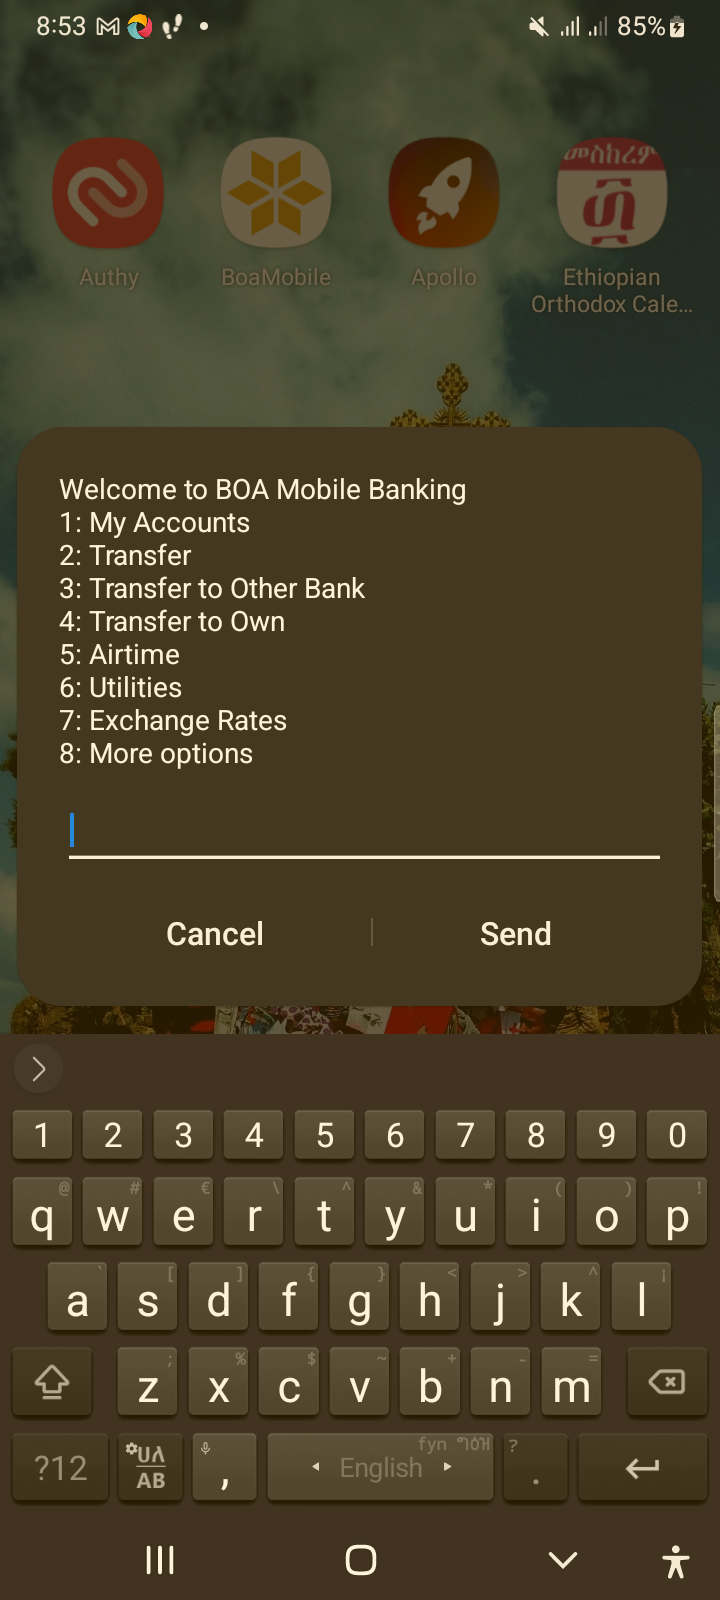 8:53
85%
መስከረም
Authy
BoaMobile
Apollo
Ethiopian
Orthodox Cale...
Welcome to BOA Mobile Banking
1: My Accounts
2: Transfer
3: Transfer to Other Bank
4: Transfer to Own
5: Airtime
6: Utilities
7: Exchange Rates
8: More options
Cancel
Send
1 2 3 4 5 6 7 8 9 0
@ # € \ ^ & * ( ) !
q w e r t y u i o p
` [ ] { } < > ^ ¡
a s d f g h j k l
; % $ ~ + - =
z x c v b n m
fyn ግዕዝ ?
?12 ሀለ AB , English .